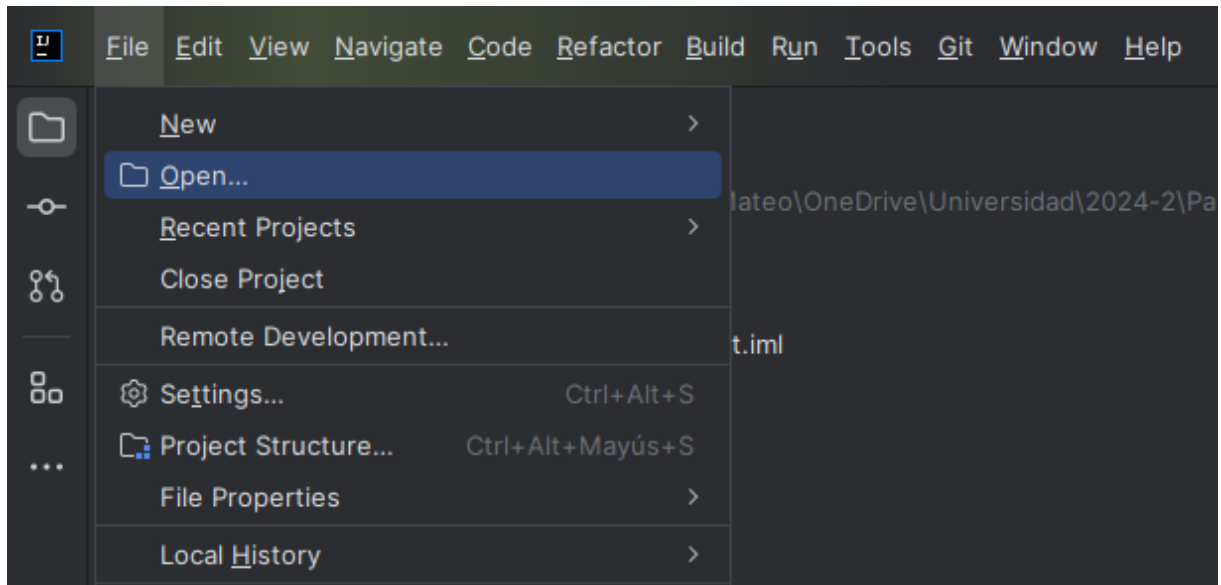 IJ
File Edit View Navigate Code Refactor Build Run Tools Git Window Help
New
Open...
ateo\OneDrive\Universidad\2024-2\Pa
Recent Projects
Close Project
Remote Development...
t.iml
Settings... Ctrl+Alt+S
Project Structure... Ctrl+Alt+Mayús+S
File Properties
Local History